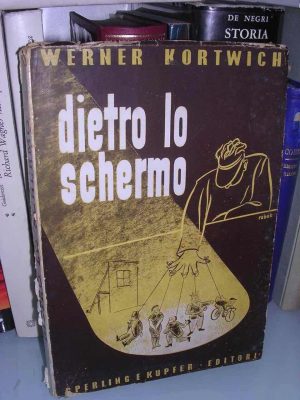 WERNER KORTWICH
dietro lo
schermo
SPERLING E KUPFER - EDITORI
DE NEGRI
STORIA
Richard Wagner